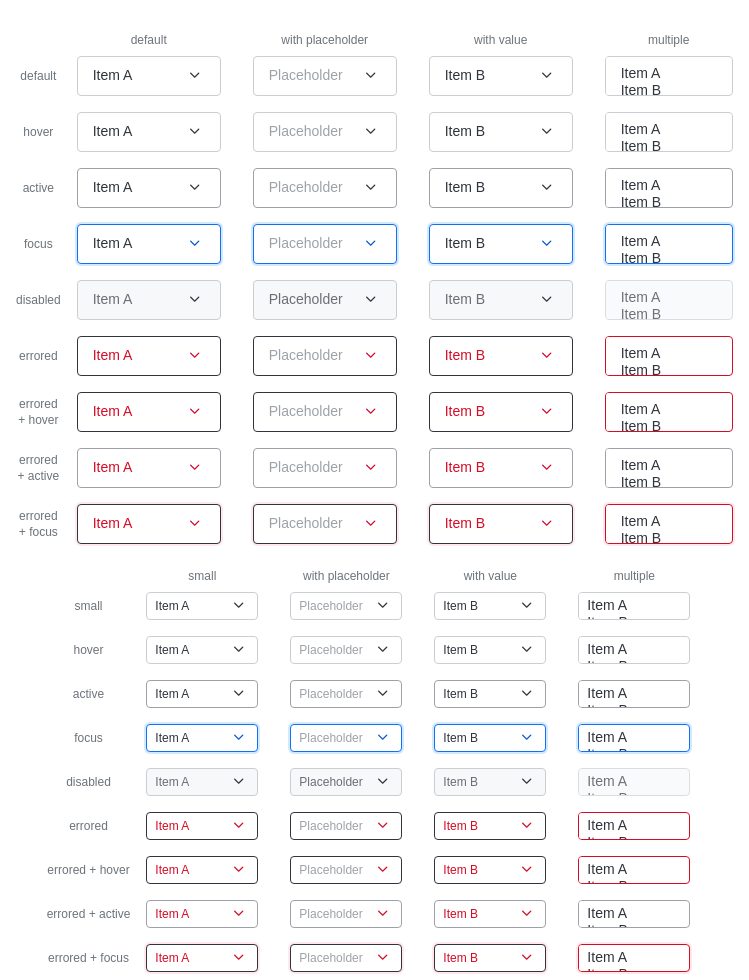 default with placeholder with value multiple
default Item A Placeholder Item B Item A
Item B
hover Item A Placeholder Item B Item A
Item B
active Item A Placeholder Item B Item A
Item B
focus Item A Placeholder Item B Item A
Item B
disabled Item A Placeholder Item B Item A
Item B
errored Item A Placeholder Item B Item A
Item B
errored
+ hover Item A Placeholder Item B Item A
Item B
errored
+ active Item A Placeholder Item B Item A
Item B
errored
+ focus Item A Placeholder Item B Item A
Item B
small with placeholder with value multiple
small Item A Placeholder Item B Item A
hover Item A Placeholder Item B Item A
active Item A Placeholder Item B Item A
focus Item A Placeholder Item B Item A
disabled Item A Placeholder Item B Item A
errored Item A Placeholder Item B Item A
errored + hover Item A Placeholder Item B Item A
errored + active Item A Placeholder Item B Item A
errored + focus Item A Placeholder Item B Item A